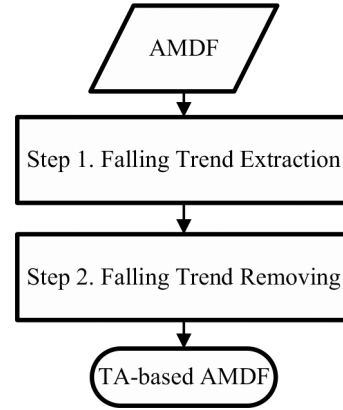 AMDF
Step 1. Falling Trend Extraction
Step 2. Falling Trend Removing
TA-based AMDF